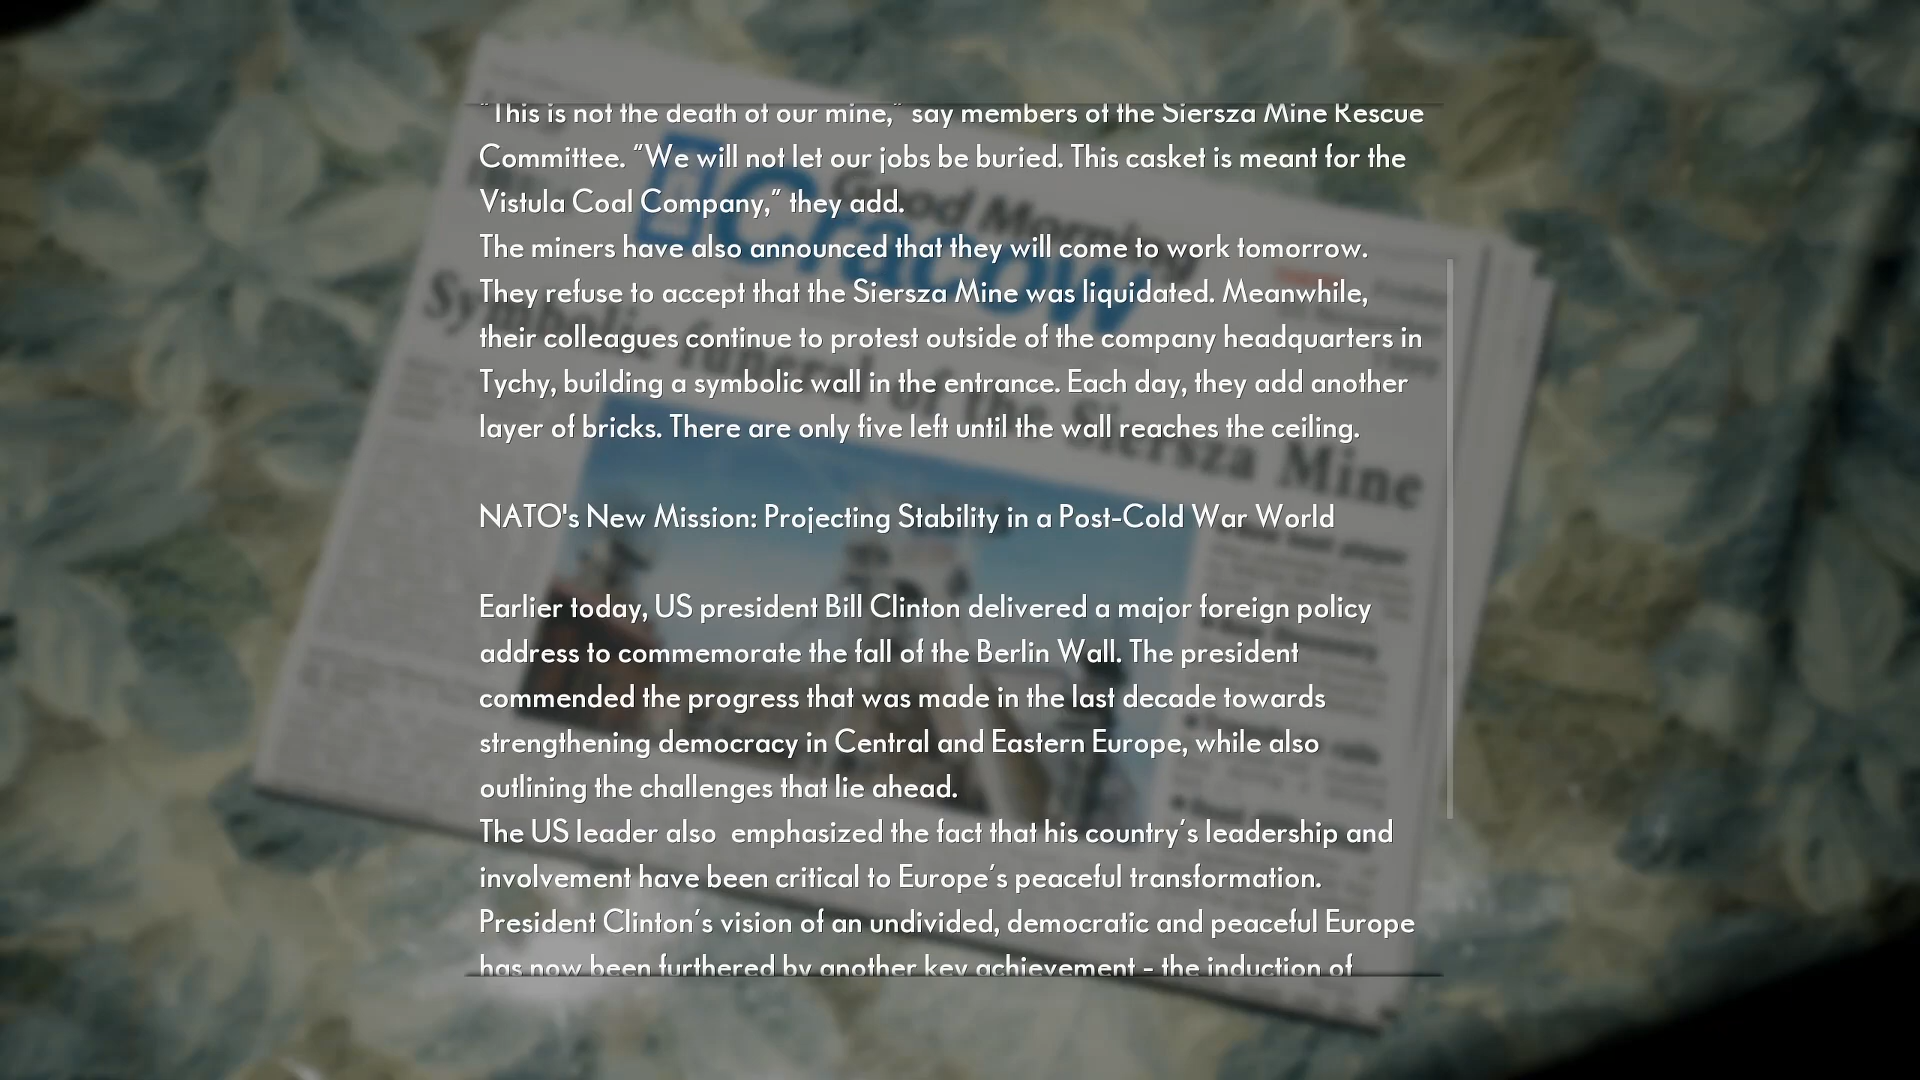 "This is not the death of our mine," say members of the Siersza Mine Rescue
Committee. "We will not let our jobs be buried. This casket is meant for the
Vistula Coal Company," they add.
The miners have also announced that they will come to work tomorrow.
They refuse to accept that the Siersza Mine was liquidated. Meanwhile,
their colleagues continue to protest outside of the company headquarters in
Tychy, building a symbolic wall in the entrance. Each day, they add another
layer of bricks. There are only five left until the wall reaches the ceiling.
NATO's New Mission: Projecting Stability in a Post-Cold War World
Earlier today, US president Bill Clinton delivered a major foreign policy
address to commemorate the fall of the Berlin Wall. The president
commended the progress that was made in the last decade towards
strengthening democracy in Central and Eastern Europe, while also
outlining the challenges that lie ahead.
The US leader also  emphasized the fact that his country's leadership and
involvement have been critical to Europe's peaceful transformation.
President Clinton's vision of an undivided, democratic and peaceful Europe
has now been furthered by another key achievement - the induction of
Good Morning
Cracow
Symbolic funeral of the Siersza Mine